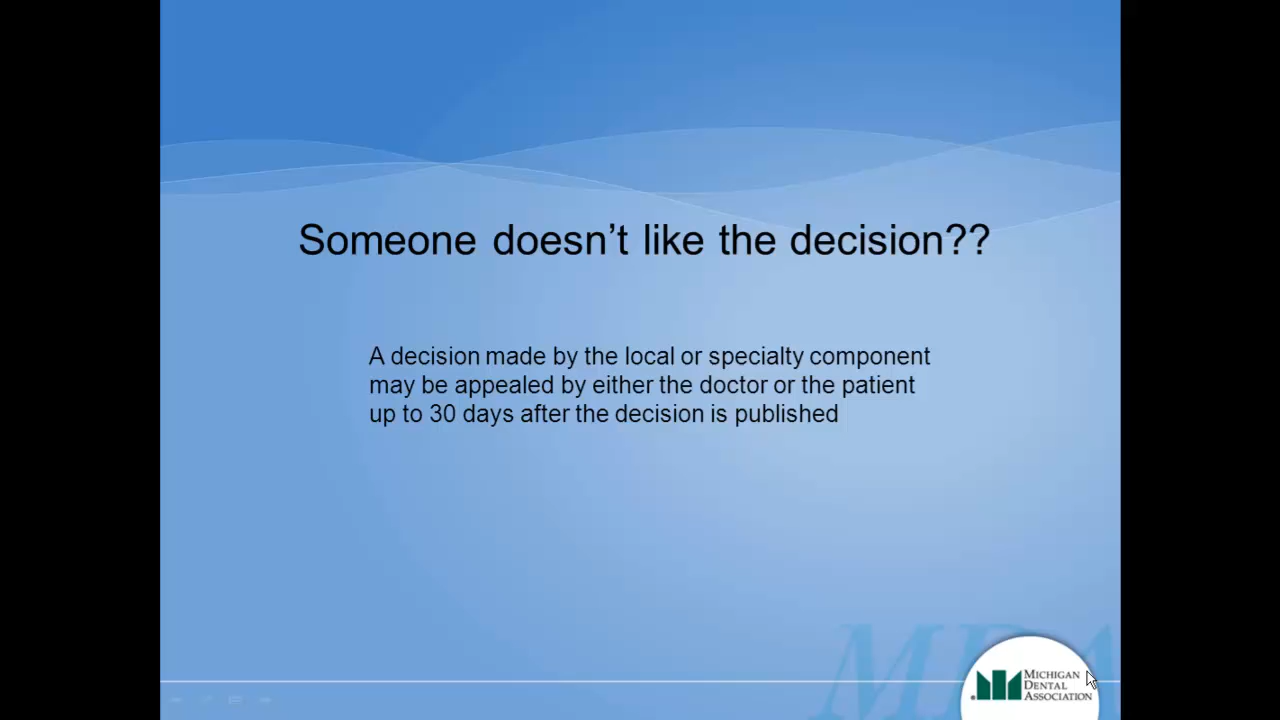 Someone doesn’t like the decision??
A decision made by the local or specialty component
may be appealed by either the doctor or the patient
up to 30 days after the decision is published
MDA
MICHIGAN
DENTAL
ASSOCIATION